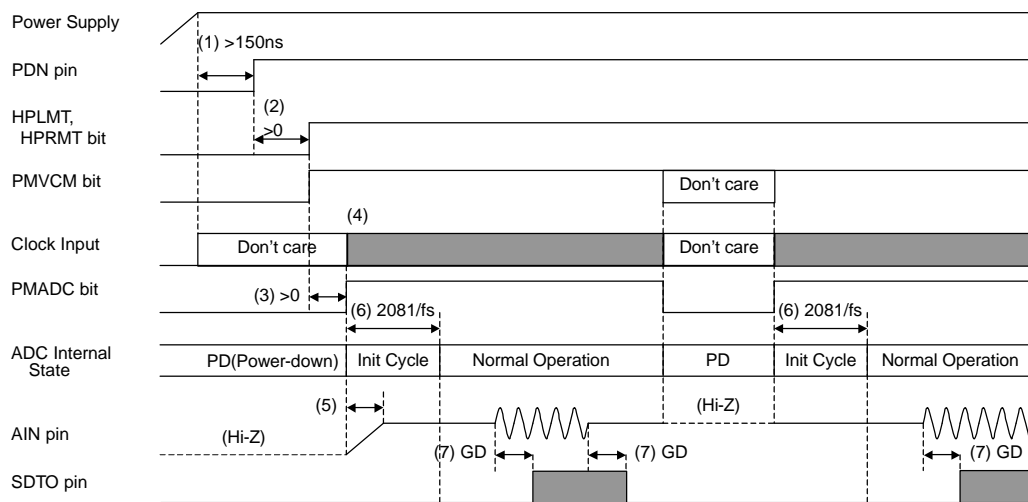 Power Supply
(1) >150ns
PDN pin
(2)
HPLMT,
HPRMT bit
>0
PMVCM bit
Don't care
(4)
Clock Input
Don't care
Don't care
PMADC bit
(3) >0
(6) 2081/fs
(6) 2081/fs
ADC Internal
State
PD(Power-down)
Init Cycle
Normal Operation
PD
Init Cycle
Normal Operation
(5)
AIN pin
(Hi-Z)
(Hi-Z)
(7) GD
(7) GD
(7) GD
SDTO pin